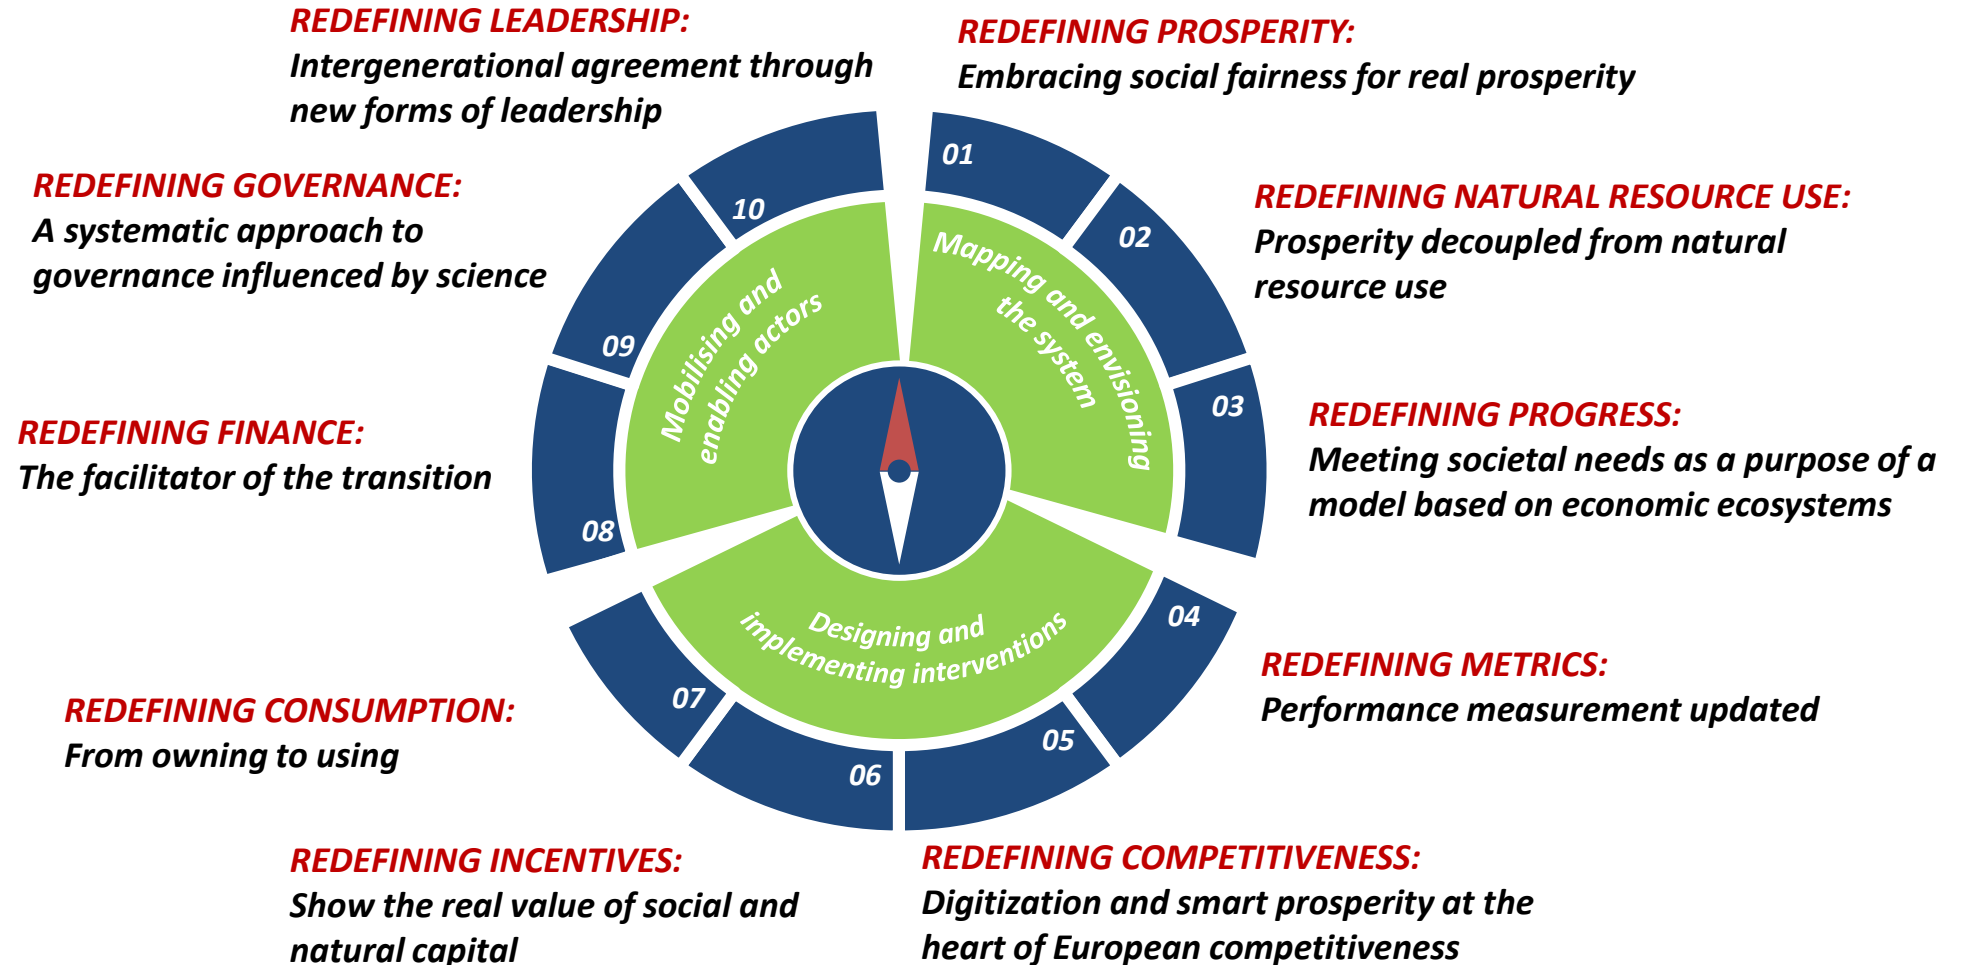 REDEFINING LEADERSHIP:
Intergenerational agreement through
new forms of leadership
REDEFINING PROSPERITY:
Embracing social fairness for real prosperity
REDEFINING GOVERNANCE:
A systematic approach to
governance influenced by science
REDEFINING NATURAL RESOURCE USE:
Prosperity decoupled from natural
resource use
REDEFINING FINANCE:
The facilitator of the transition
REDEFINING PROGRESS:
Meeting societal needs as a purpose of a
model based on economic ecosystems
REDEFINING METRICS:
Performance measurement updated
REDEFINING CONSUMPTION:
From owning to using
REDEFINING INCENTIVES:
Show the real value of social and
natural capital
REDEFINING COMPETITIVENESS:
Digitization and smart prosperity at the
heart of European competitiveness
01
02
03
04
05
06
07
08
09
10
Mapping and envisioning
the system
Designing and
implementing interventions
Mobilising and
enabling actors